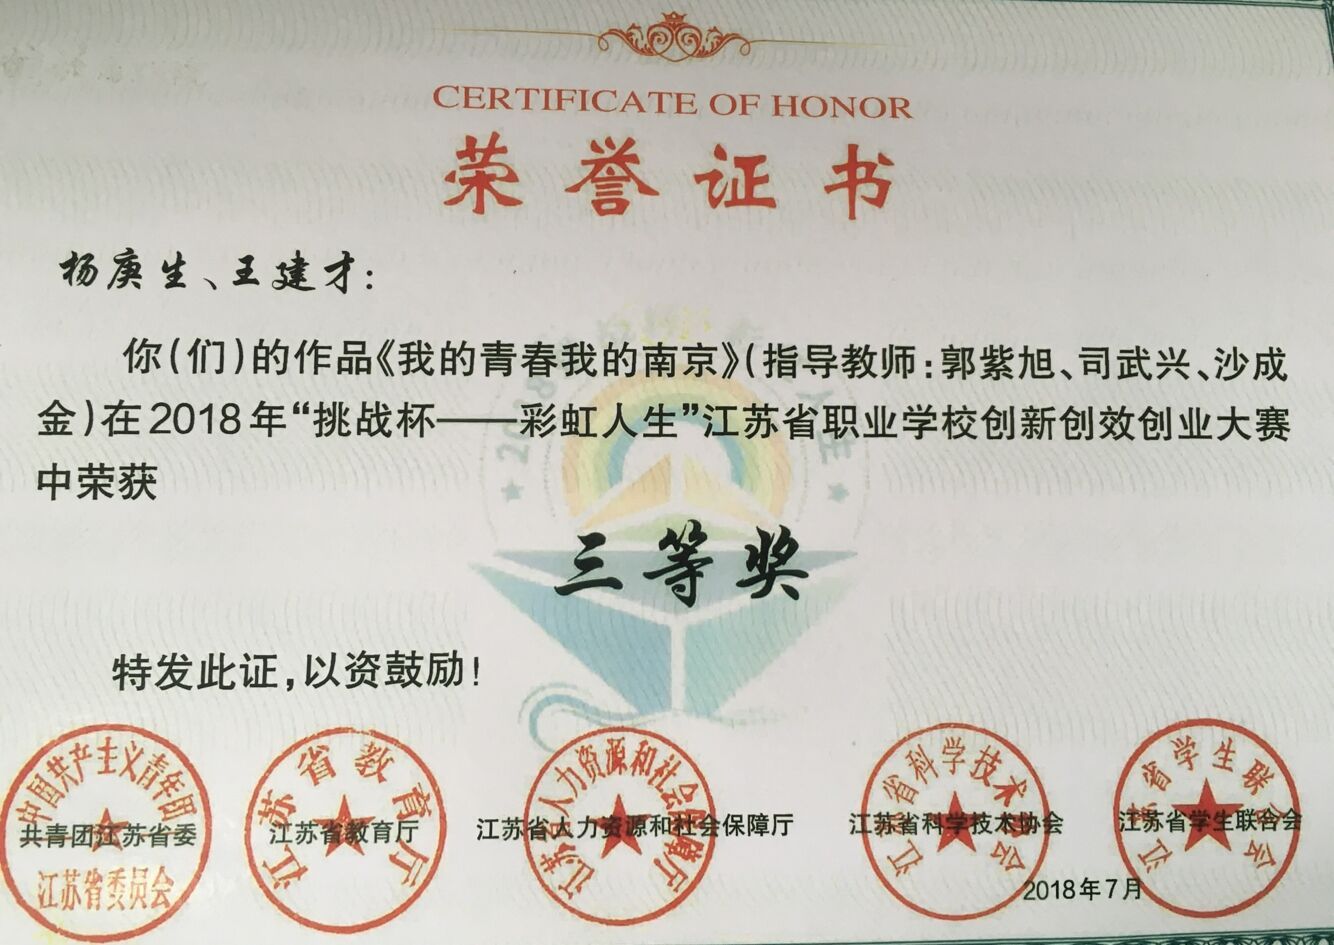 CERTIFICATE OF HONOR
荣誉证书
杨庚生、王建才：
你(们)的作品《我的青春我的南京》(指导教师:郭紫旭、司武兴、沙成
金)在2018年“挑战杯——彩虹人生”江苏省职业学校创新创效创业大赛
中荣获
三等奖
特发此证,以资鼓励!
中国共产主义青年团
共青团江苏省委
江苏省委员会
江苏省教育厅
江苏省教育厅
江苏省人力资源和社会保障厅
江苏省人力资源和社会保障厅
江苏省科学技术协会
江苏省科学技术协会
江苏省学生联合会
江苏省学生联合会
2018年7月